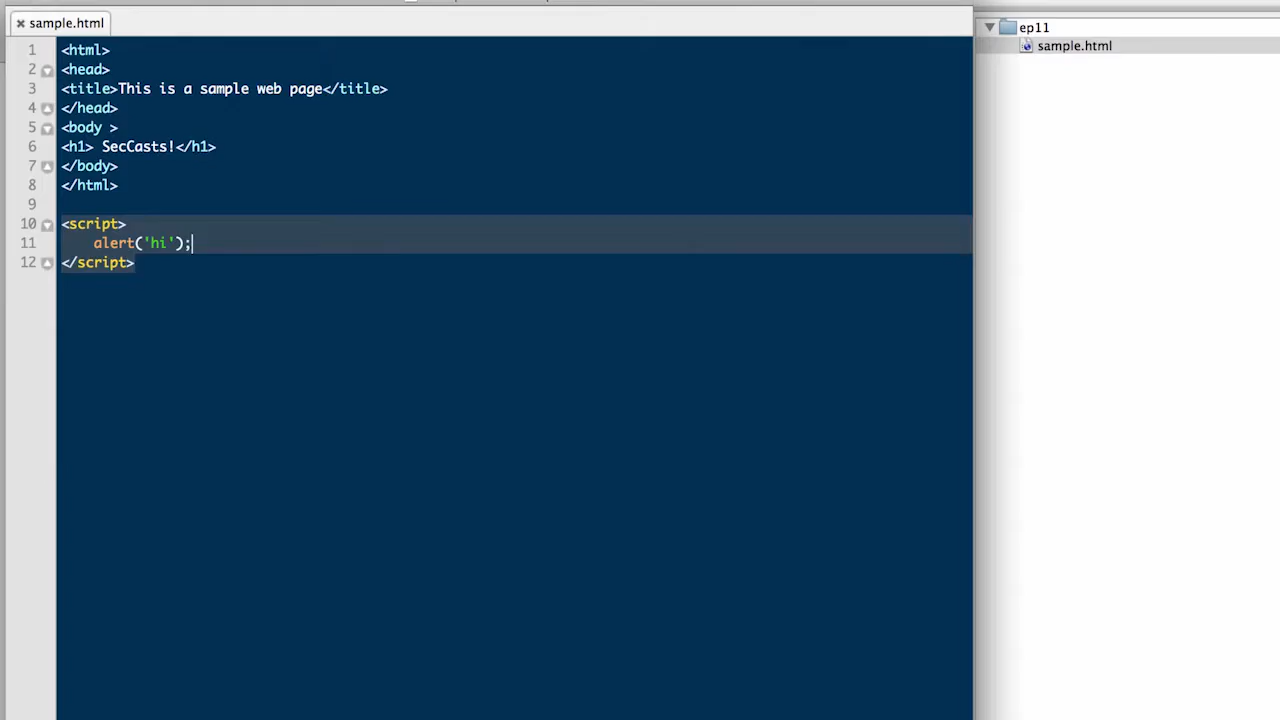 sample.html
1 <html>
2 <head>
3 <title>This is a sample web page</title>
4 </head>
5 <body >
6 <h1> SecCasts!</h1>
7 </body>
8 </html>
9
10 <script>
11 alert('hi');
12 </script>
ep11
sample.html